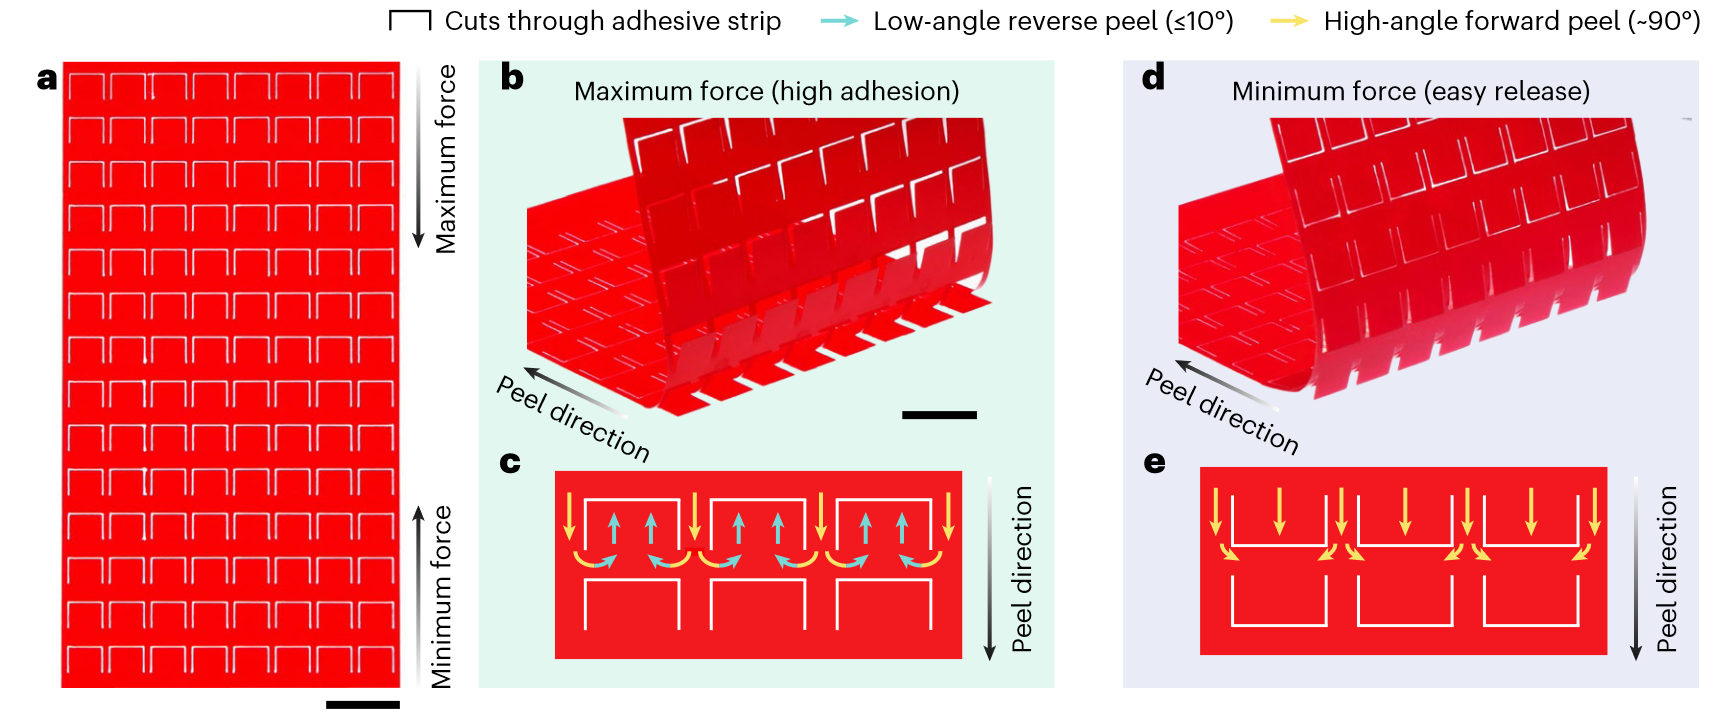 Cuts through adhesive strip
Low-angle reverse peel (≤10°)
High-angle forward peel (~90°)
a
Maximum force
Minimum force
b
Maximum force (high adhesion)
Peel direction
c
Peel direction
d
Minimum force (easy release)
Peel direction
e
Peel direction